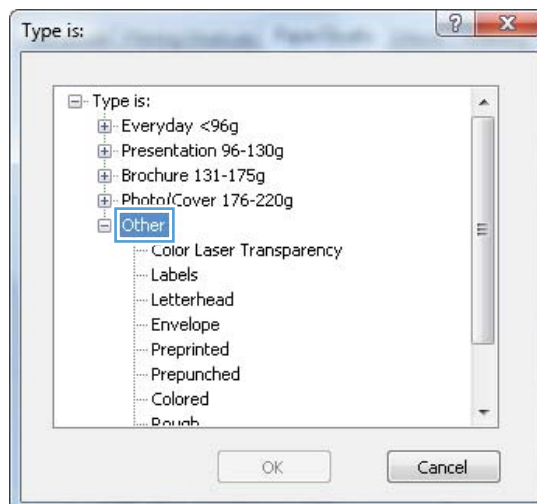 Type is:
?
Type is:
Everyday <96g
Presentation 96-130g
Brochure 131-175g
Photo/Cover 176-220g
Other
Color Laser Transparency
Labels
Letterhead
Envelope
Preprinted
Prepunched
Colored
Rough
OK
Cancel